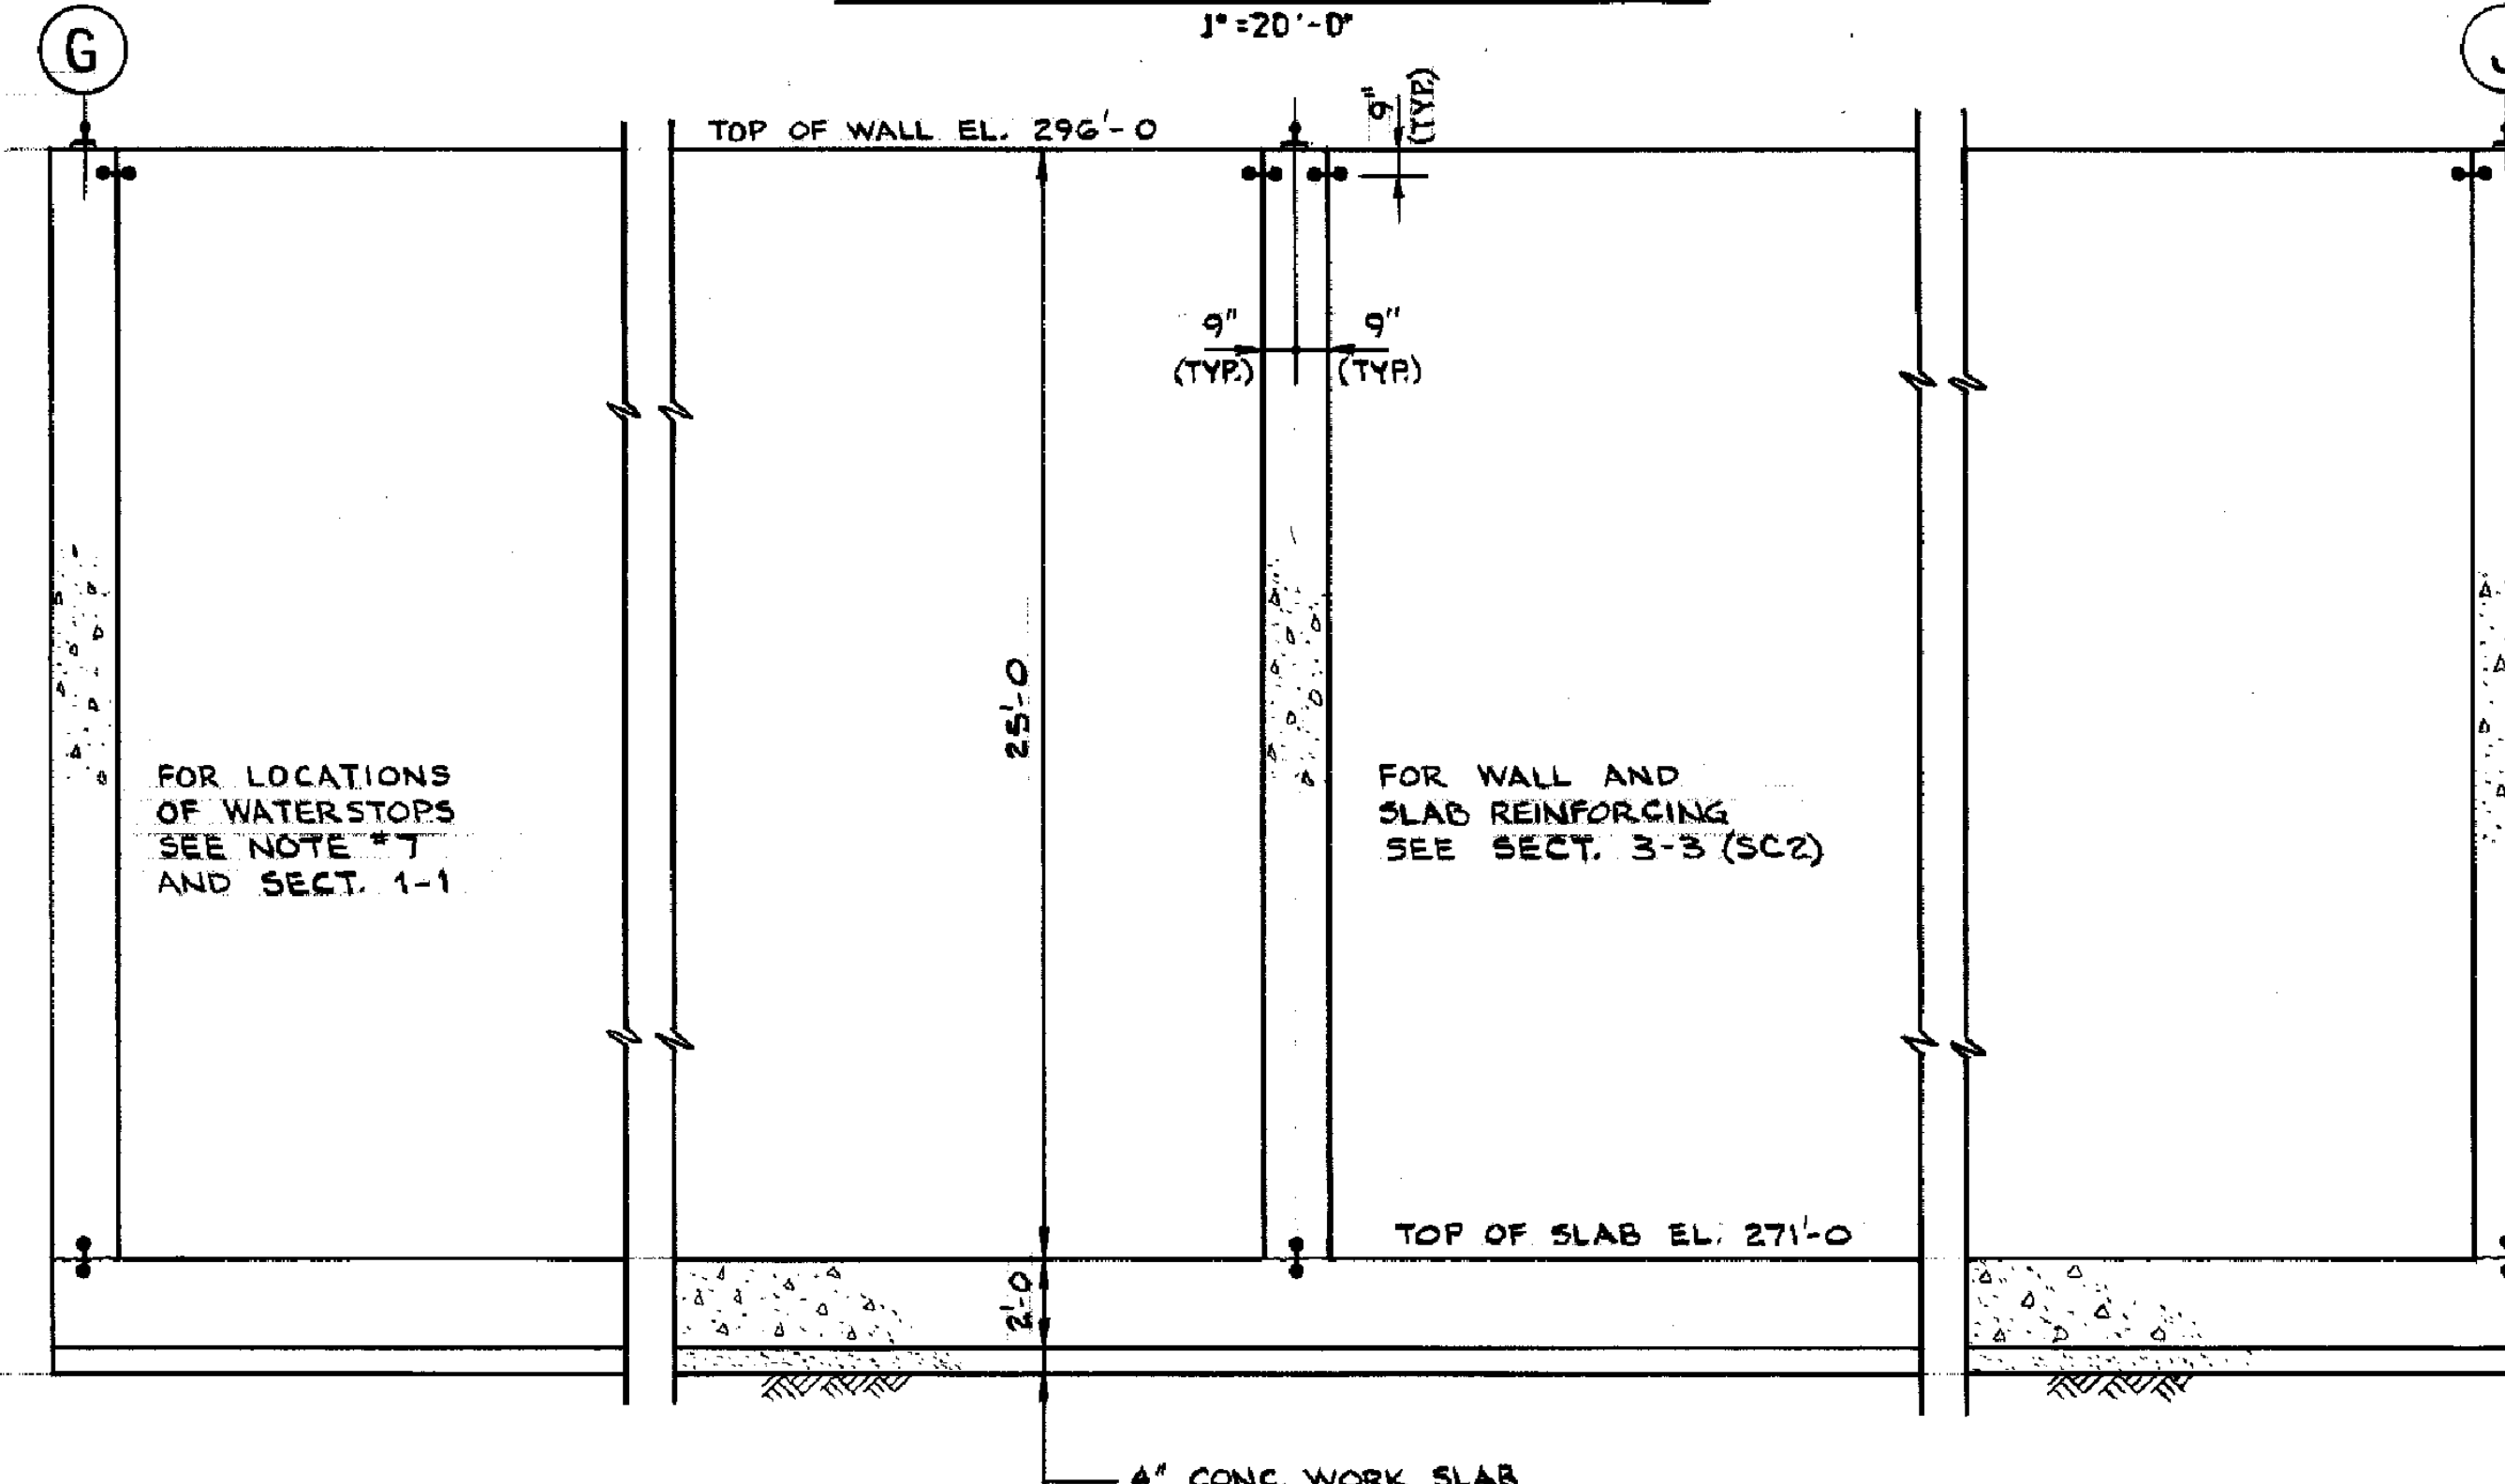 1"=20'-0"
G
9"
(TYP.)
TOP OF WALL EL. 296'-0
9"
9"
(TYP.)
(TYP.)
25'-0
FOR LOCATIONS
OF WATERSTOPS
SEE NOTE #7
AND SECT. 1-1
FOR WALL AND
SLAB REINFORCING
SEE SECT. 3-3 (SC2)
TOP OF SLAB EL. 271'-0
2'-0
4" CONC. WORK SLAB